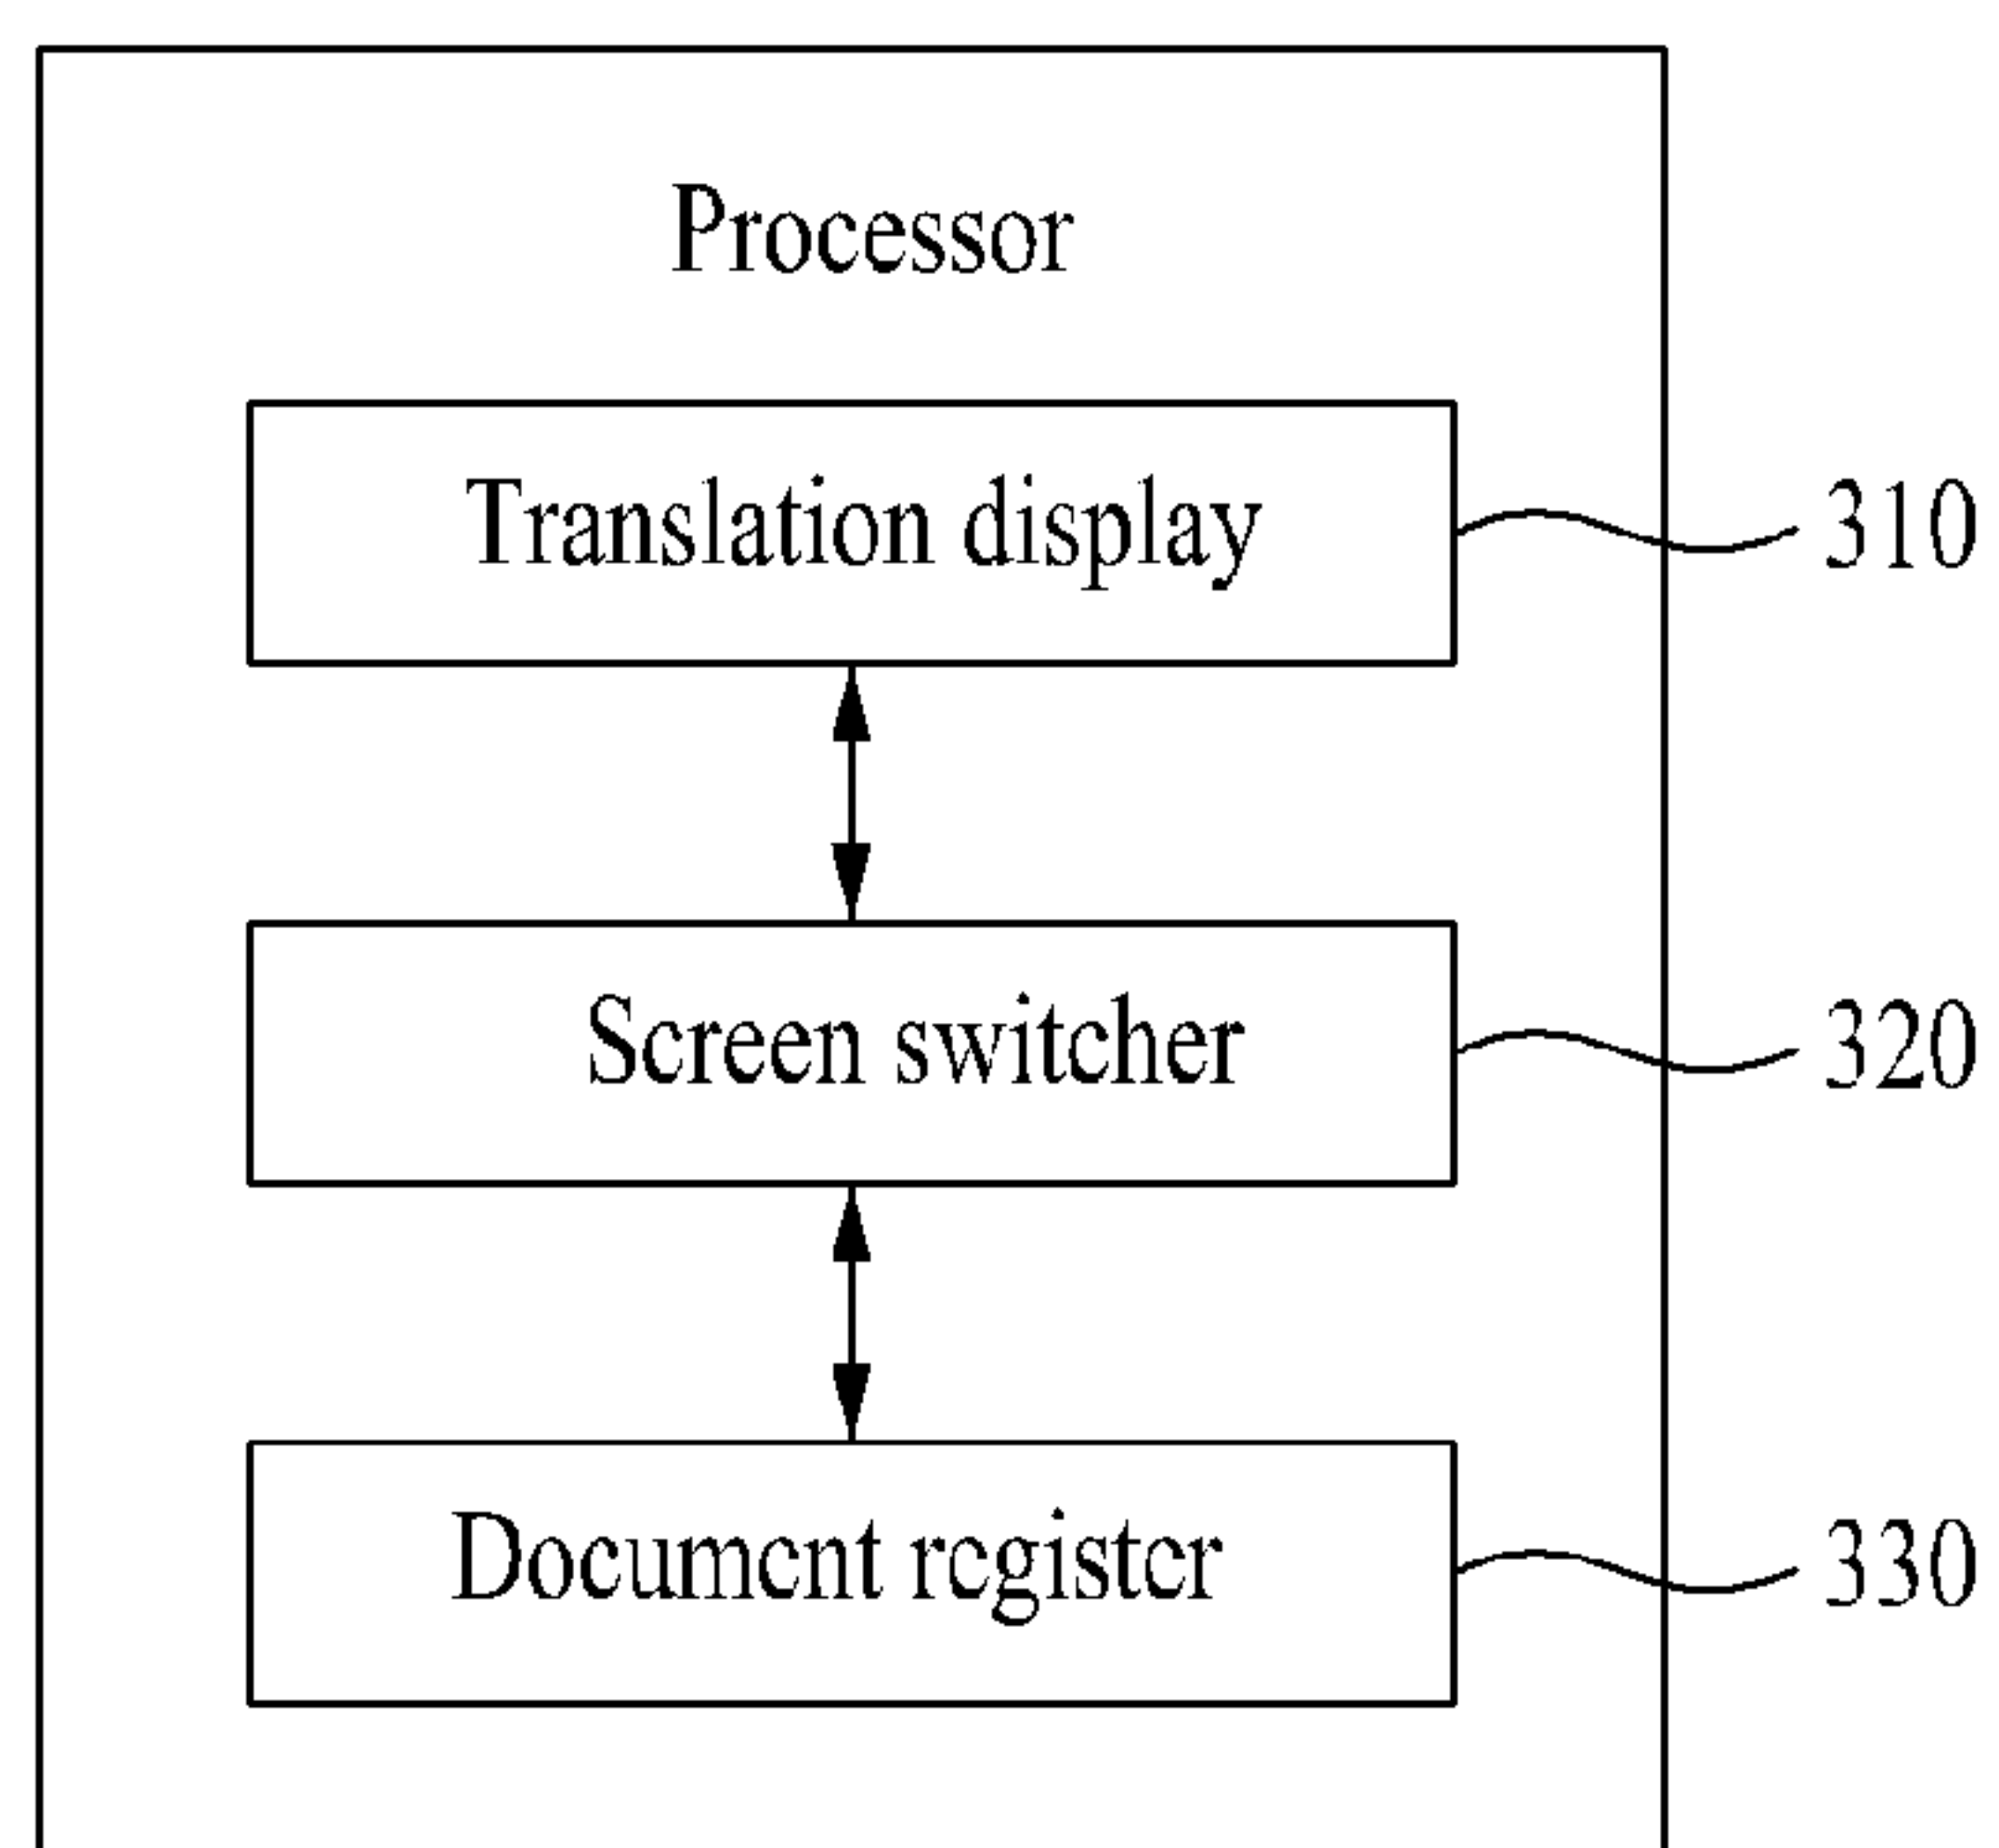 Processor
Translation display
310
Screen switcher
320
Document register
330